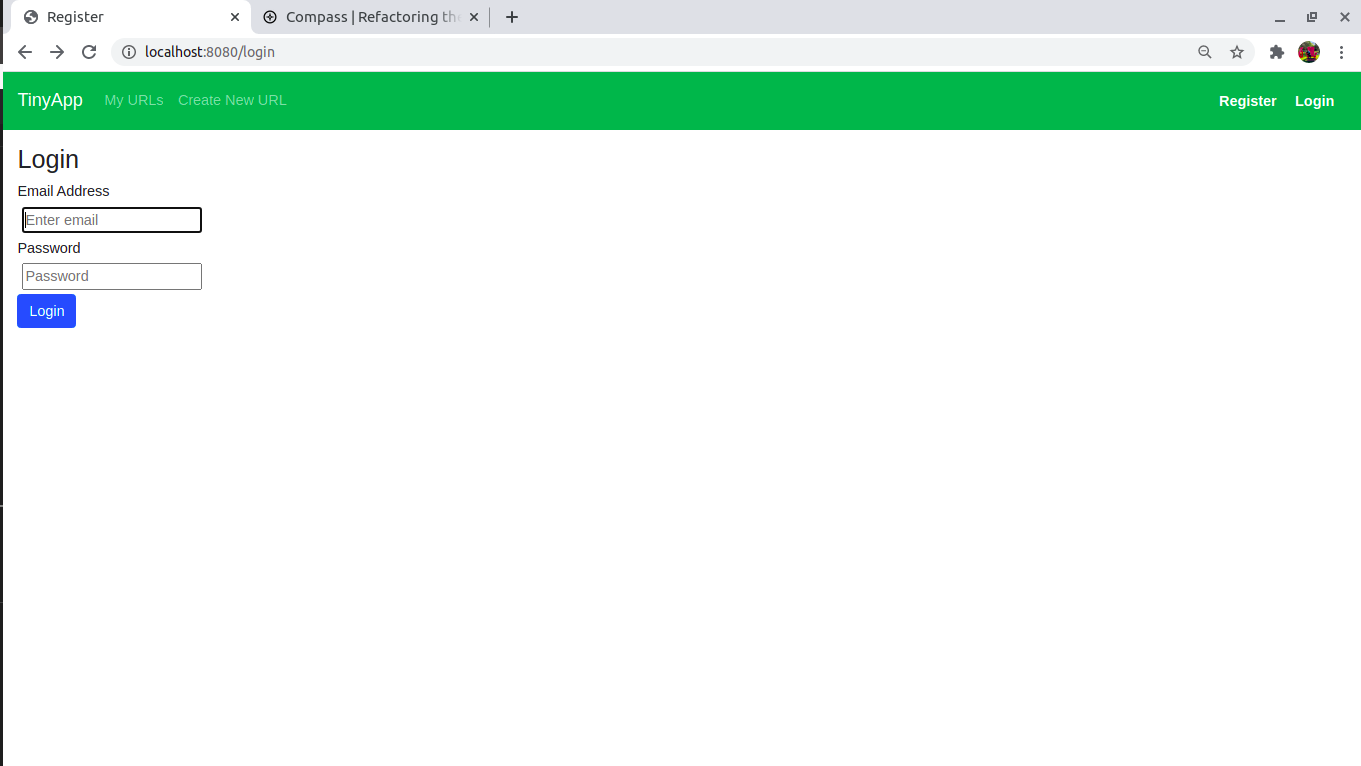 Register
Compass | Refactoring the
localhost:8080/login
TinyApp My URLs Create New URL Register Login
Login
Email Address
Enter email
Password
Password
Login